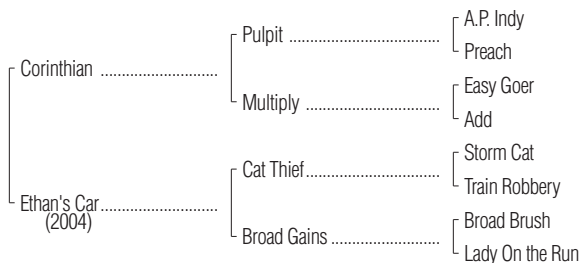 A.P. Indy
Pulpit ........................................
Preach
Corinthian ...............................
Easy Goer
Multiply ....................................
Add
Storm Cat
Cat Thief....................................
Train Robbery
Ethan's Car...............................
(2004)
Broad Brush
Broad Gains ............................
Lady On the Run